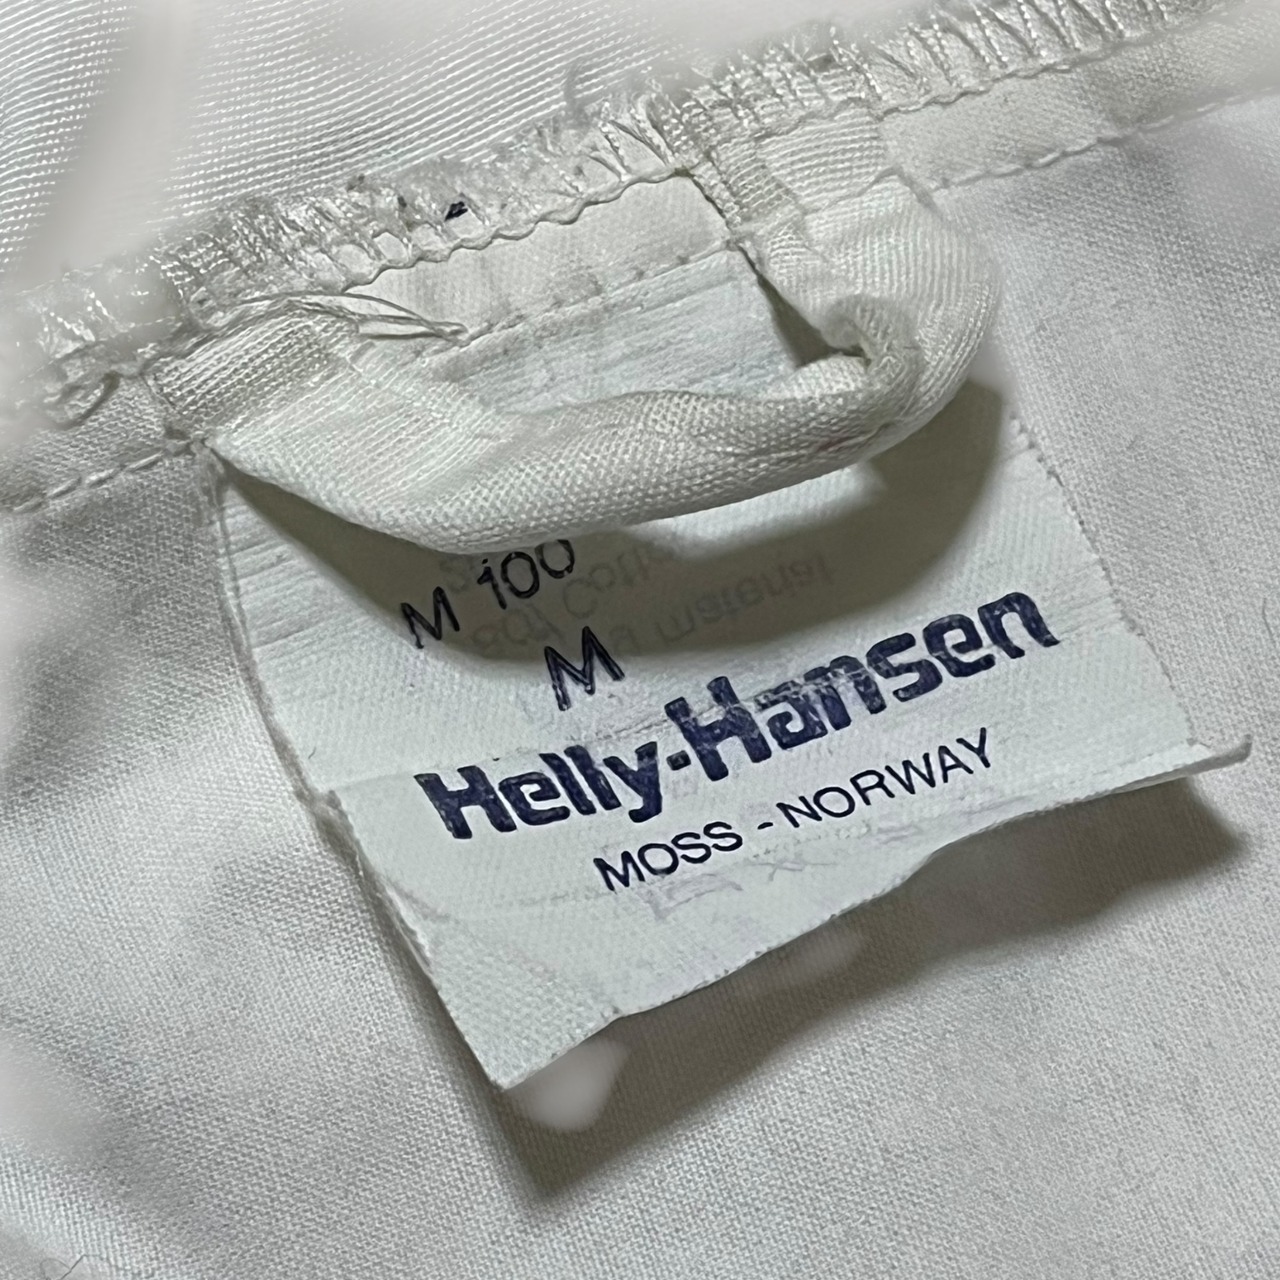 M 100
M
Helly-Hansen
MOSS - NORWAY